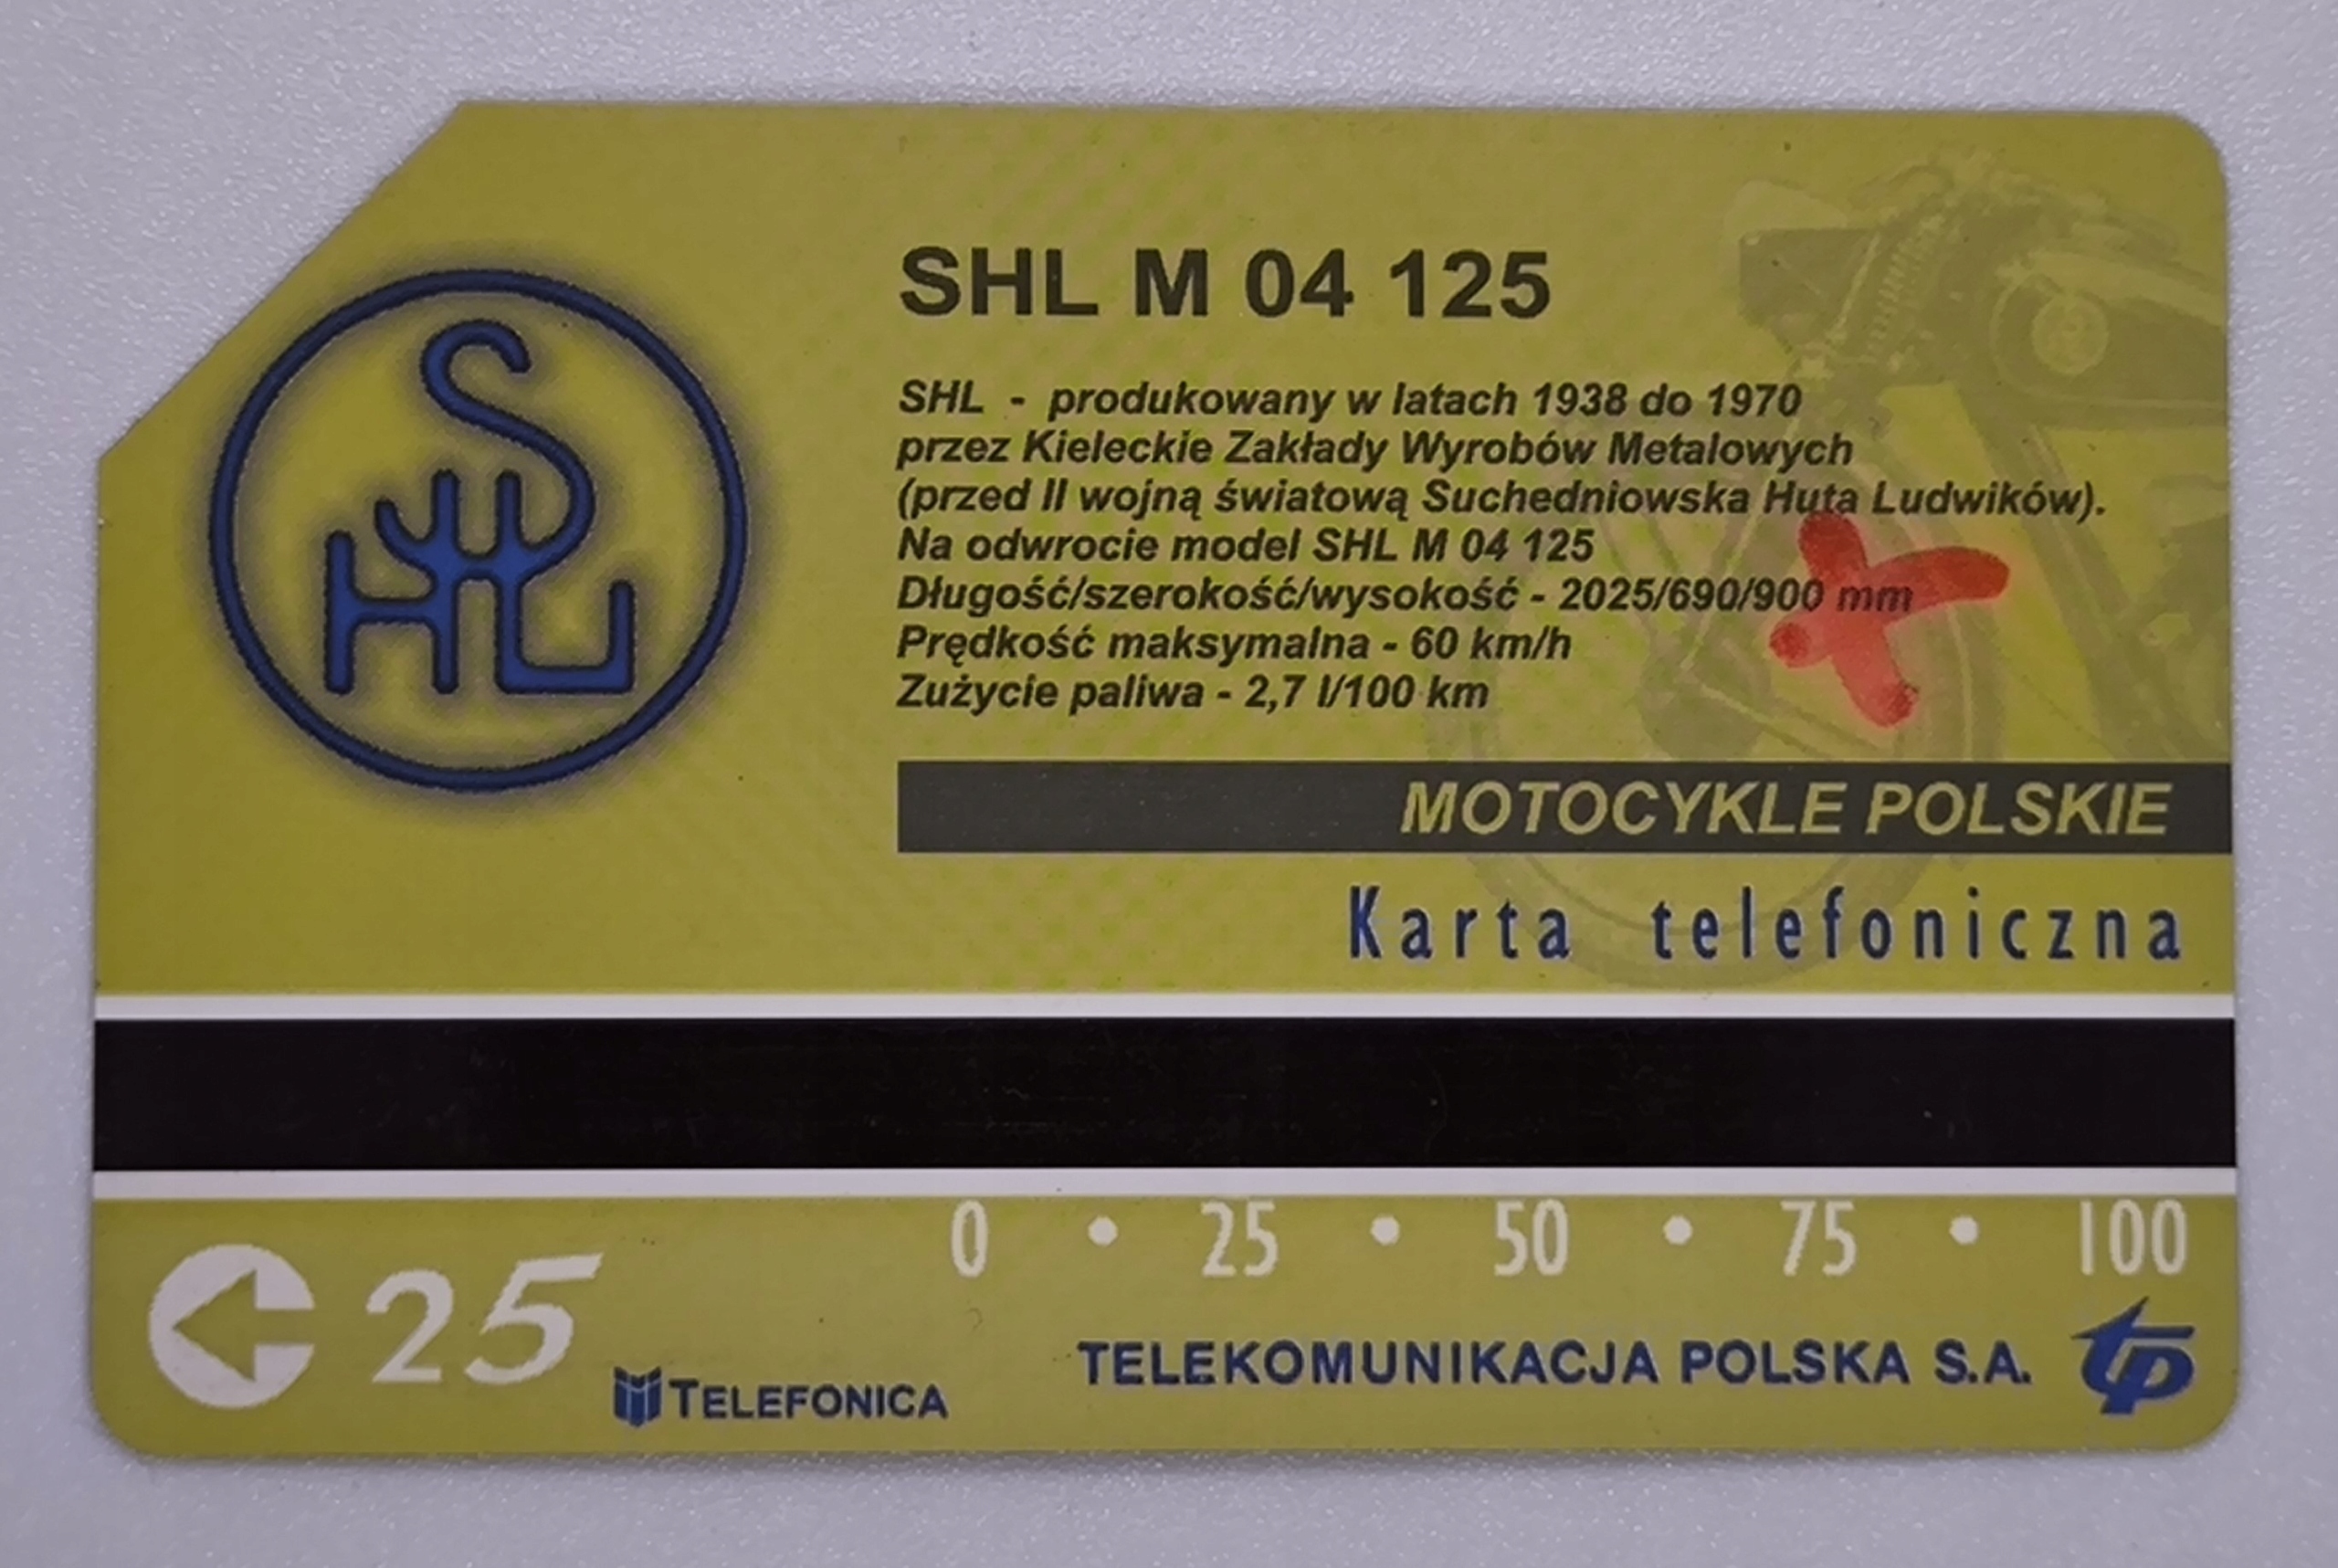 SHL
SHL M 04 125
SHL - produkowany w latach 1938 do 1970
przez Kieleckie Zakłady Wyrobów Metalowych
(przed II wojną światową Suchedniowska Huta Ludwików).
Na odwrocie model SHL M 04 125
Długość/szerokość/wysokość - 2025/690/900 mm
Prędkość maksymalna - 60 km/h
Zużycie paliwa - 2,7 l/100 km
MOTOCYKLE POLSKIE
Karta telefoniczna
0 • 25 • 50 • 75 • 100
25
TELEFONICA
TELEKOMUNIKACJA POLSKA S.A. tp